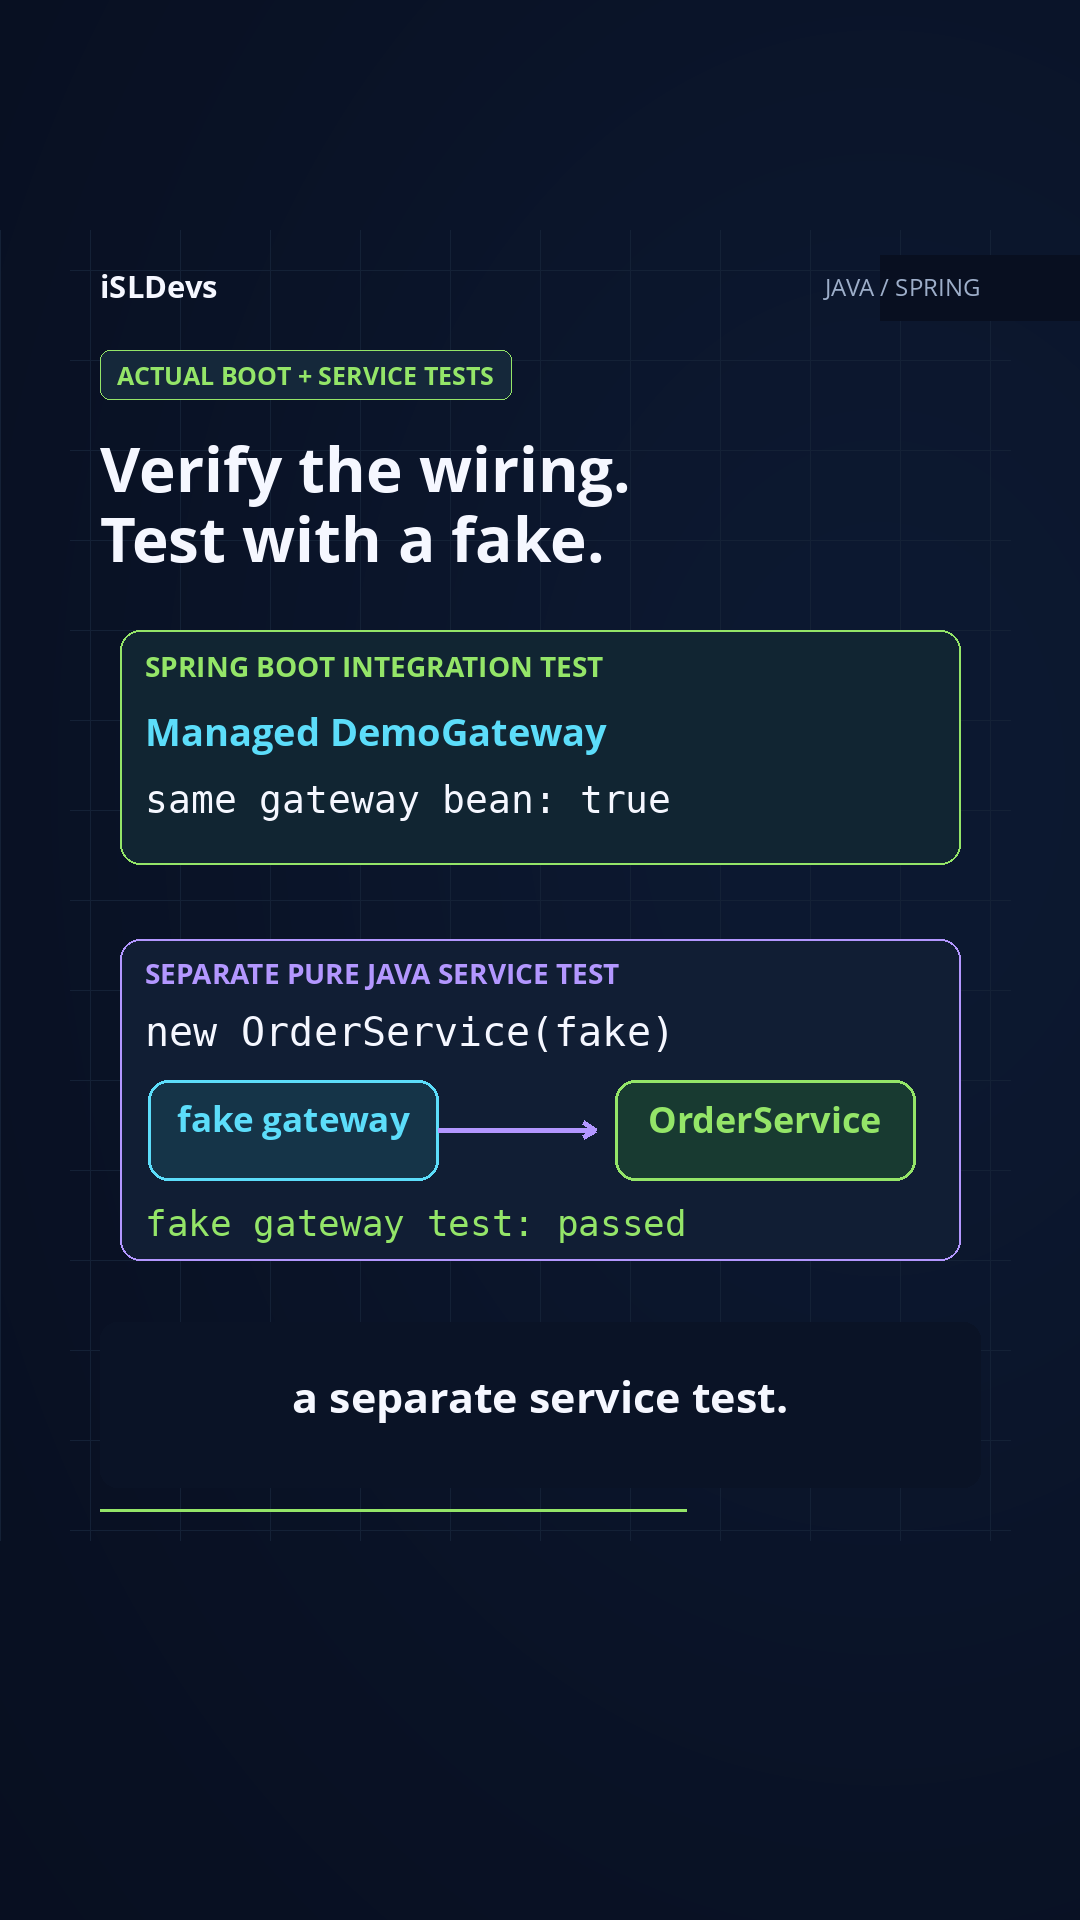 iSLDevs
JAVA / SPRING
ACTUAL BOOT + SERVICE TESTS
Verify the wiring.
Test with a fake.
SPRING BOOT INTEGRATION TEST
Managed DemoGateway
same gateway bean: true
SEPARATE PURE JAVA SERVICE TEST
new OrderService(fake)
fake gateway
OrderService
fake gateway test: passed
a separate service test.